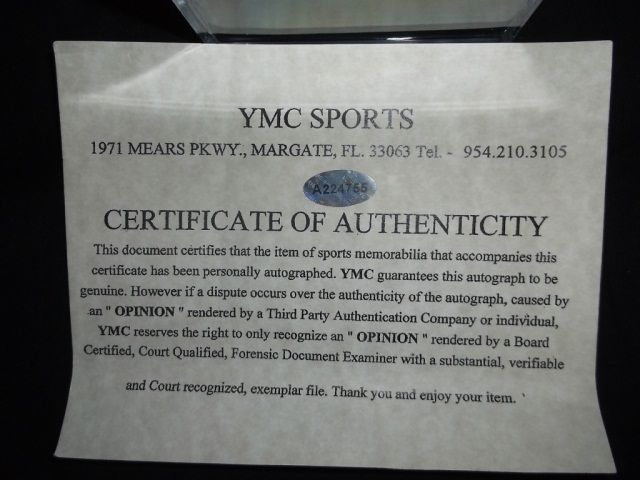 YMC SPORTS
1971 MEARS PKWY., MARGATE, FL. 33063 Tel. - 954.210.3105
A224755
CERTIFICATE OF AUTHENTICITY
This document certifies that the item of sports memorabilia that accompanies this
certificate has been personally autographed. YMC guarantees this autograph to be
genuine. However if a dispute occurs over the authenticity of the autograph, caused by
an " OPINION " rendered by a Third Party Authentication Company or individual,
YMC reserves the right to only recognize an " OPINION " rendered by a Board
Certified, Court Qualified, Forensic Document Examiner with a substantial, verifiable
and Court recognized, exemplar file. Thank you and enjoy your item.